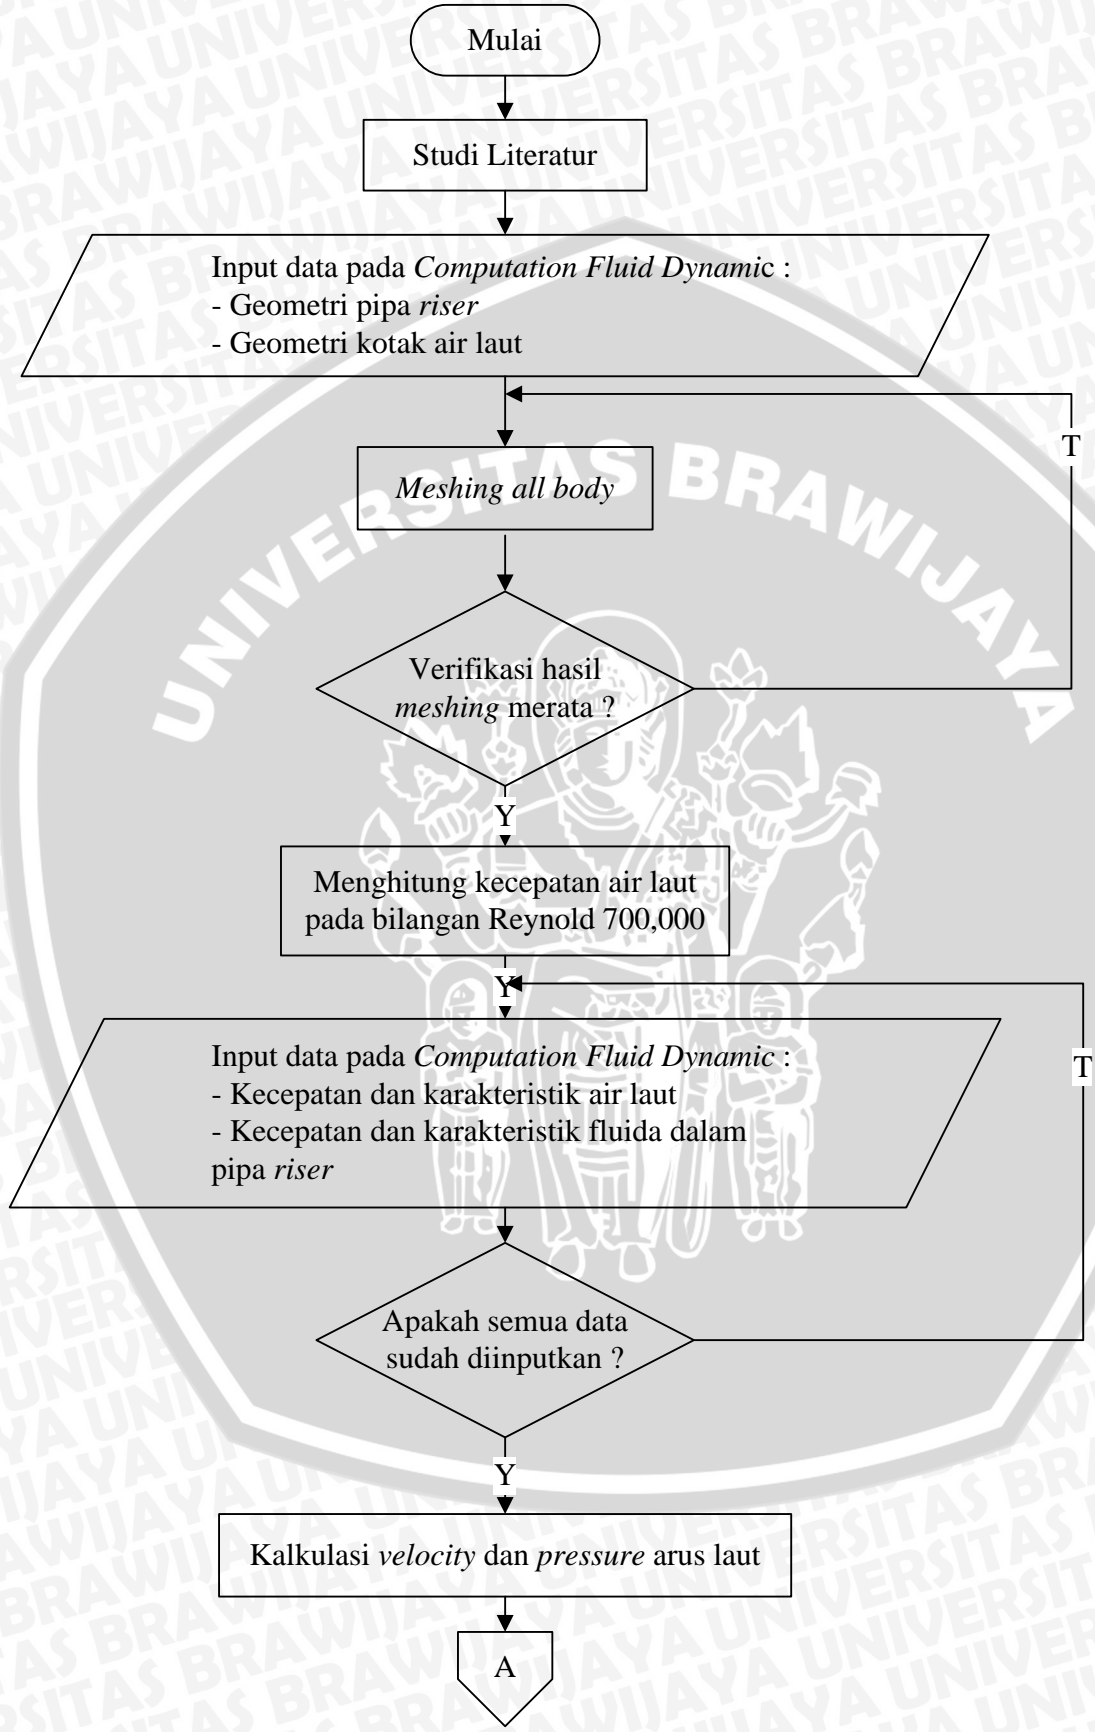 Mulai
Studi Literatur
Input data pada Computation Fluid Dynamic :
- Geometri pipa riser
- Geometri kotak air laut
T
Meshing all body
UNIVERSITAS BRAWIJAYA
Verifikasi hasil
meshing merata ?
Y
Menghitung kecepatan air laut
pada bilangan Reynold 700,000
Y
Input data pada Computation Fluid Dynamic :
T
- Kecepatan dan karakteristik air laut
- Kecepatan dan karakteristik fluida dalam
pipa riser
Apakah semua data
sudah diinputkan ?
Y
Kalkulasi velocity dan pressure arus laut
A